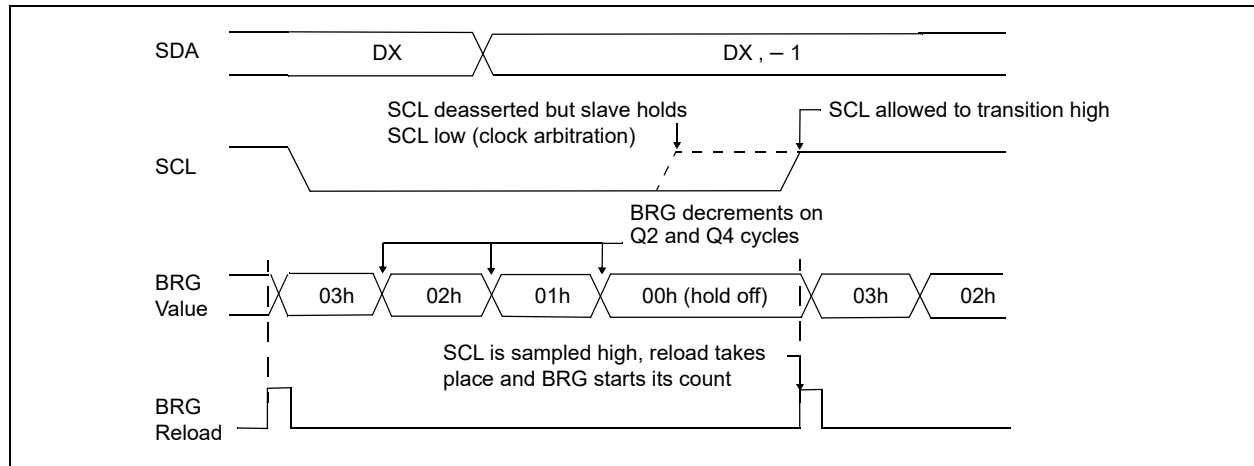 SDA
DX
DX , – 1
SCL deasserted but slave holds
SCL low (clock arbitration)
SCL allowed to transition high
SCL
BRG decrements on
Q2 and Q4 cycles
BRG
Value
03h
02h
01h
00h (hold off)
03h
02h
SCL is sampled high, reload takes
place and BRG starts its count
BRG
Reload